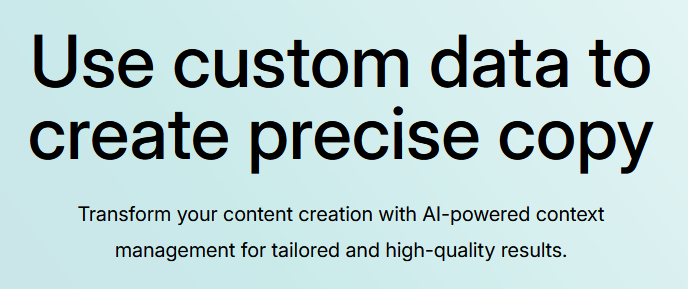 Use custom data to
create precise copy
Transform your content creation with AI-powered context
management for tailored and high-quality results.